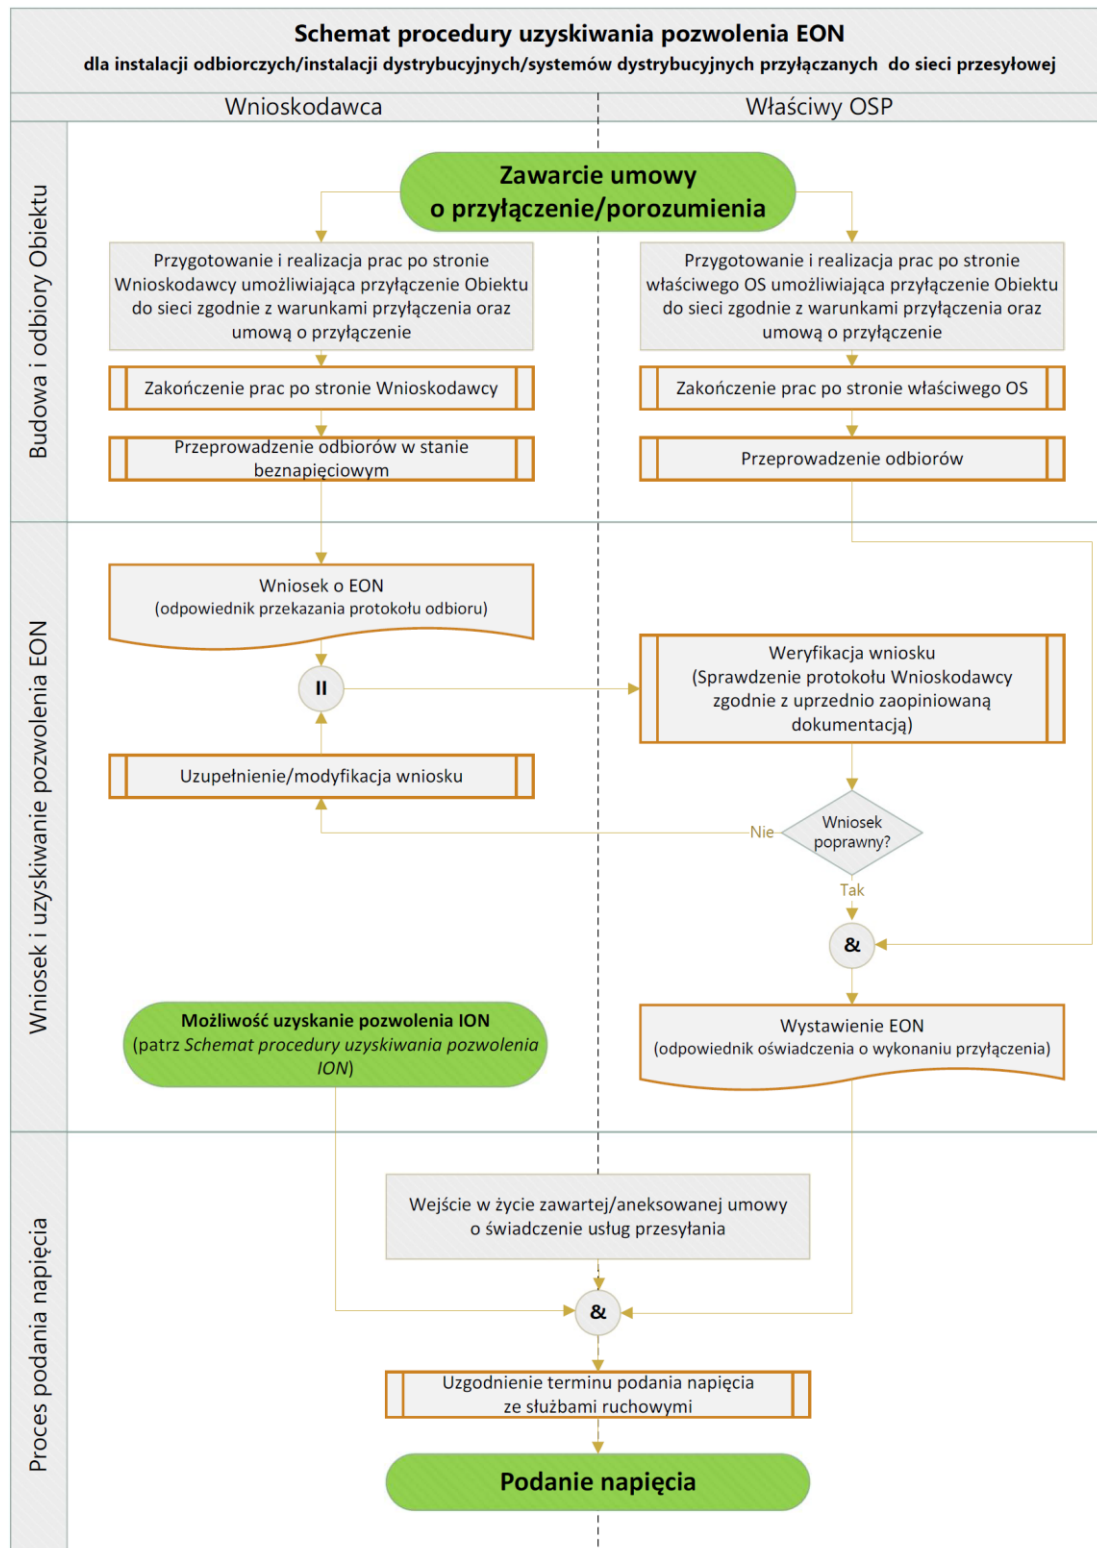 Schemat procedury uzyskiwania pozwolenia EON
dla instalacji odbiorczych/instalacji dystrybucyjnych/systemów dystrybucyjnych przyłączanych do sieci przesyłowej
Wnioskodawca
Właściwy OSP
Budowa i odbiory Obiektu
Zawarcie umowy
o przyłączenie/porozumienia
Przygotowanie i realizacja prac po stronie
Wnioskodawcy umożliwiająca przyłączenie Obiektu
do sieci zgodnie z warunkami przyłączenia oraz
umową o przyłączenie
Przygotowanie i realizacja prac po stronie
właściwego OS umożliwiająca przyłączenie Obiektu
do sieci zgodnie z warunkami przyłączenia oraz
umową o przyłączenie
Zakończenie prac po stronie Wnioskodawcy
Zakończenie prac po stronie właściwego OS
Przeprowadzenie odbiorów w stanie
beznapięciowym
Przeprowadzenie odbiorów
Wniosek i uzyskiwanie pozwolenia EON
Wniosek o EON
(odpowiednik przekazania protokołu odbioru)
II
Weryfikacja wniosku
(Sprawdzenie protokołu Wnioskodawcy
zgodnie z uprzednio zaopiniowaną
dokumentacją)
Uzupełnienie/modyfikacja wniosku
Nie
Wniosek
poprawny?
Tak
&
Możliwość uzyskanie pozwolenia ION
(patrz Schemat procedury uzyskiwania pozwolenia
ION)
Wystawienie EON
(odpowiednik oświadczenia o wykonaniu przyłączenia)
Proces podania napięcia
Wejście w życie zawartej/aneksowanej umowy
o świadczenie usług przesyłania
&
Uzgodnienie terminu podania napięcia
ze służbami ruchowymi
Podanie napięcia